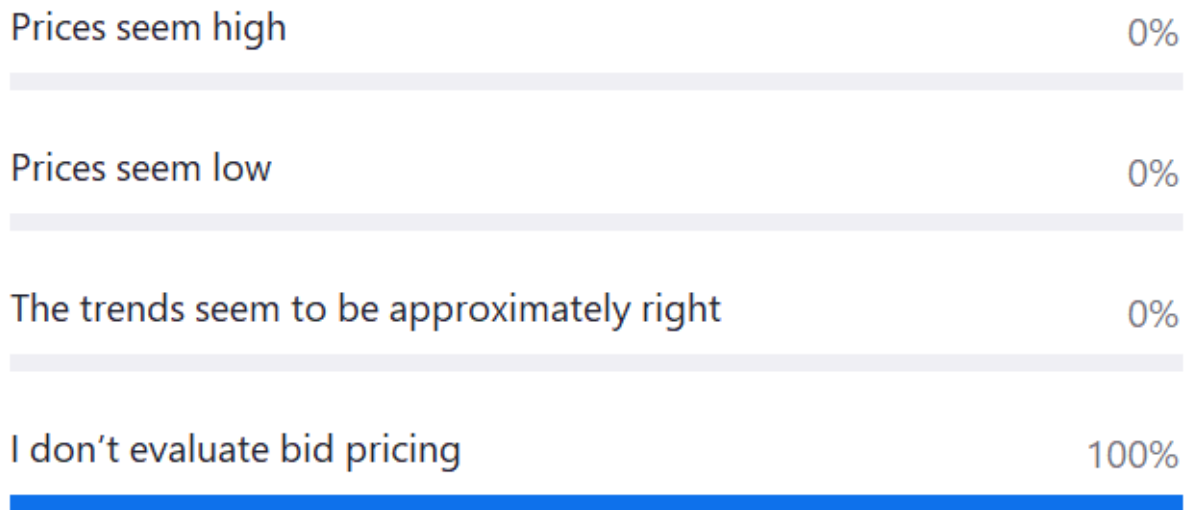 Prices seem high 0%
Prices seem low 0%
The trends seem to be approximately right 0%
I don’t evaluate bid pricing 100%